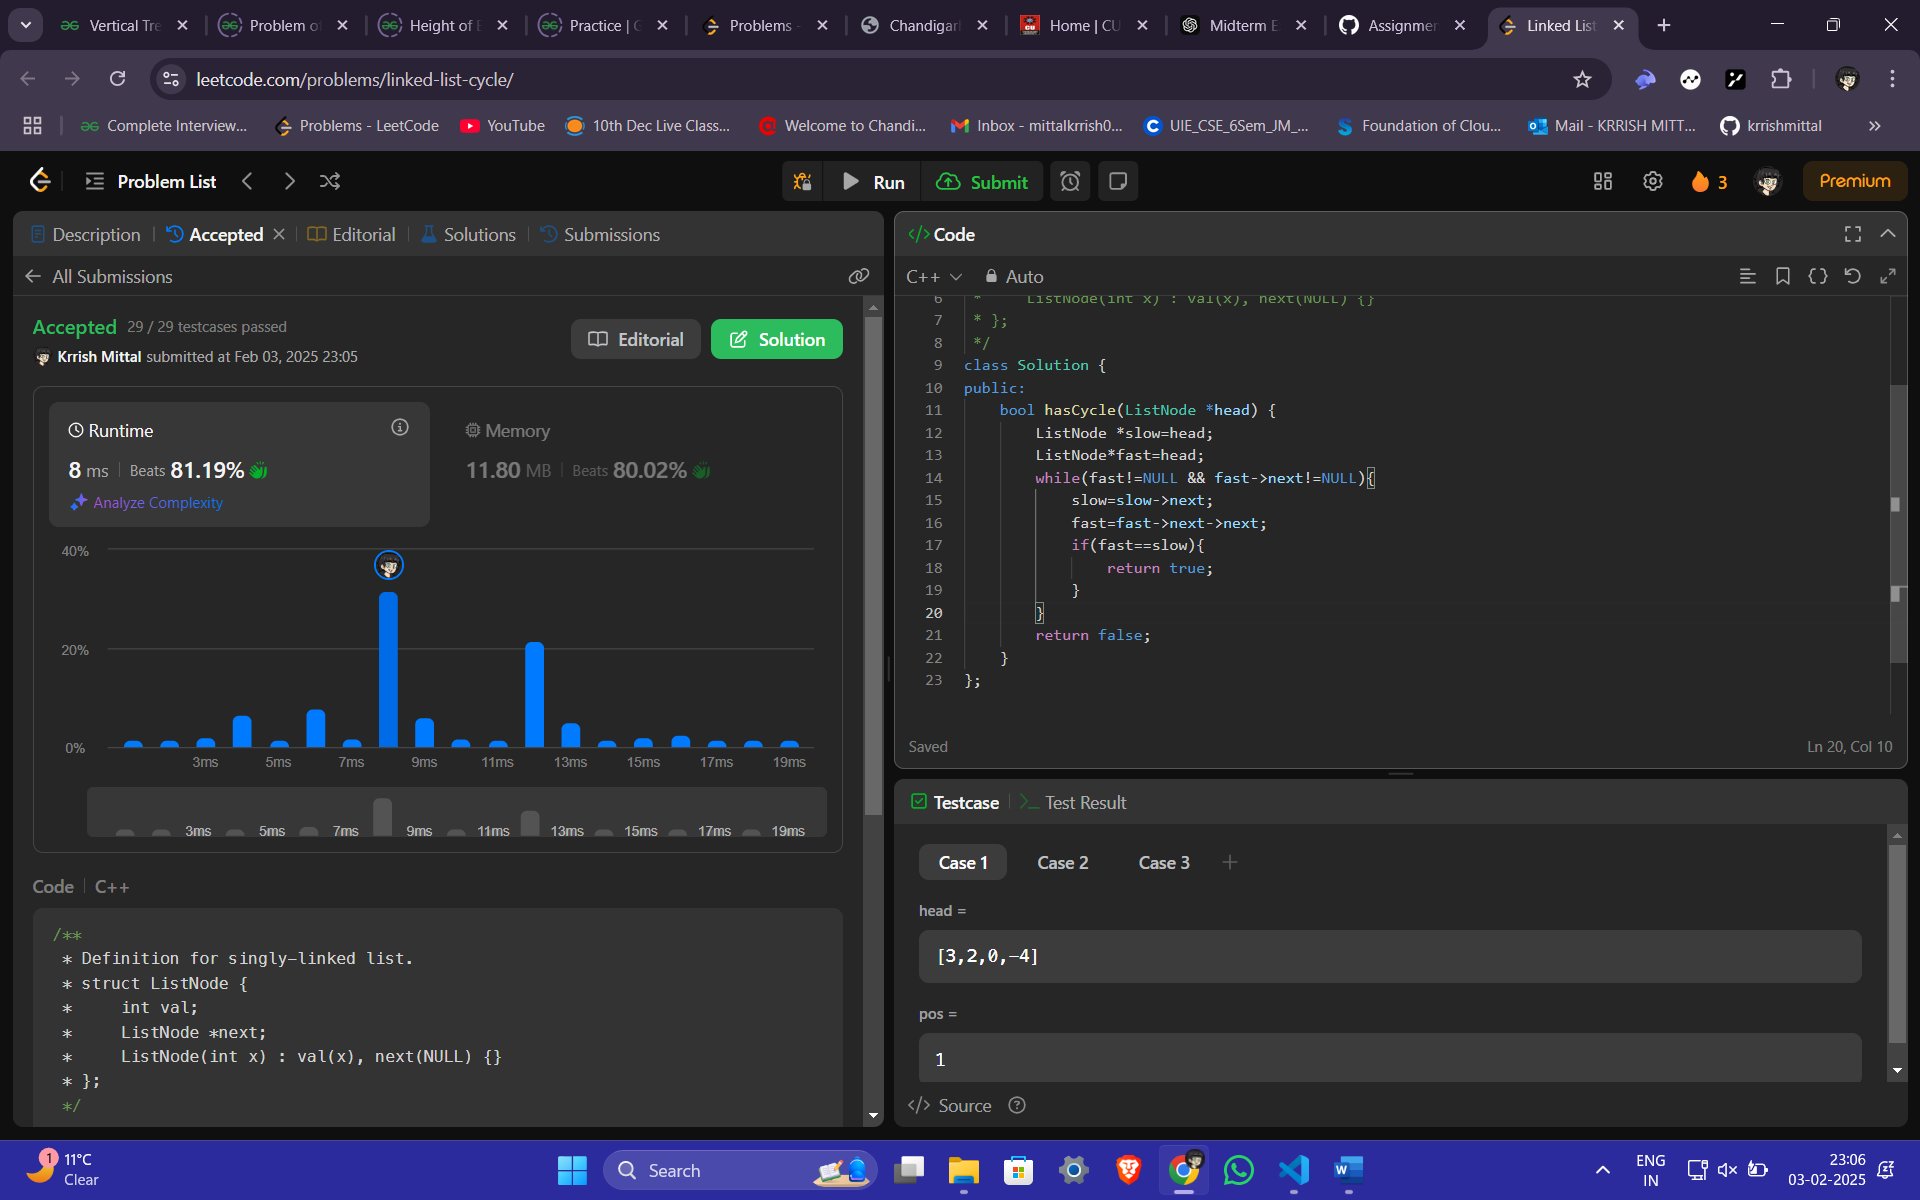 Vertical Tre
Problem o
Height of B
Practice | G
Problems -
Chandigarh
Home | CU
Midterm E
Assignmen
Linked List
leetcode.com/problems/linked-list-cycle/
Complete Interview...
Problems - LeetCode
YouTube
10th Dec Live Class...
Welcome to Chandi...
Inbox - mittalkrrish0...
UIE_CSE_6Sem_JM_...
Foundation of Clou...
Mail - KRRISH MITT...
krrishmittal
Problem List
Run
Submit
3
Premium
Description
Accepted
Editorial
Solutions
Submissions
All Submissions
Accepted 29 / 29 testcases passed
Krrish Mittal submitted at Feb 03, 2025 23:05
Editorial
Solution
Runtime
8 ms | Beats 81.19%
Analyze Complexity
Memory
11.80 MB | Beats 80.02%
40%
20%
0%
3ms 5ms 7ms 9ms 11ms 13ms 15ms 17ms 19ms
3ms 5ms 7ms 9ms 11ms 13ms 15ms 17ms 19ms
Code | C++
/**
* Definition for singly-linked list.
* struct ListNode {
* int val;
* ListNode *next;
* ListNode(int x) : val(x), next(NULL) {}
* };
*/
</> Code
C++
Auto
6 * ListNode(int x) : val(x), next(NULL) {}
7 * };
8 */
9 class Solution {
10 public:
11 bool hasCycle(ListNode *head) {
12 ListNode *slow=head;
13 ListNode*fast=head;
14 while(fast!=NULL && fast->next!=NULL){
15 slow=slow->next;
16 fast=fast->next->next;
17 if(fast==slow){
18 return true;
19 }
20 }
21 return false;
22 }
23 };
Saved
Ln 20, Col 10
Testcase
>_ Test Result
Case 1
Case 2
Case 3
+
head =
[3,2,0,-4]
pos =
1
</> Source
1
11°C
Clear
Search
ENG
IN
23:06
03-02-2025